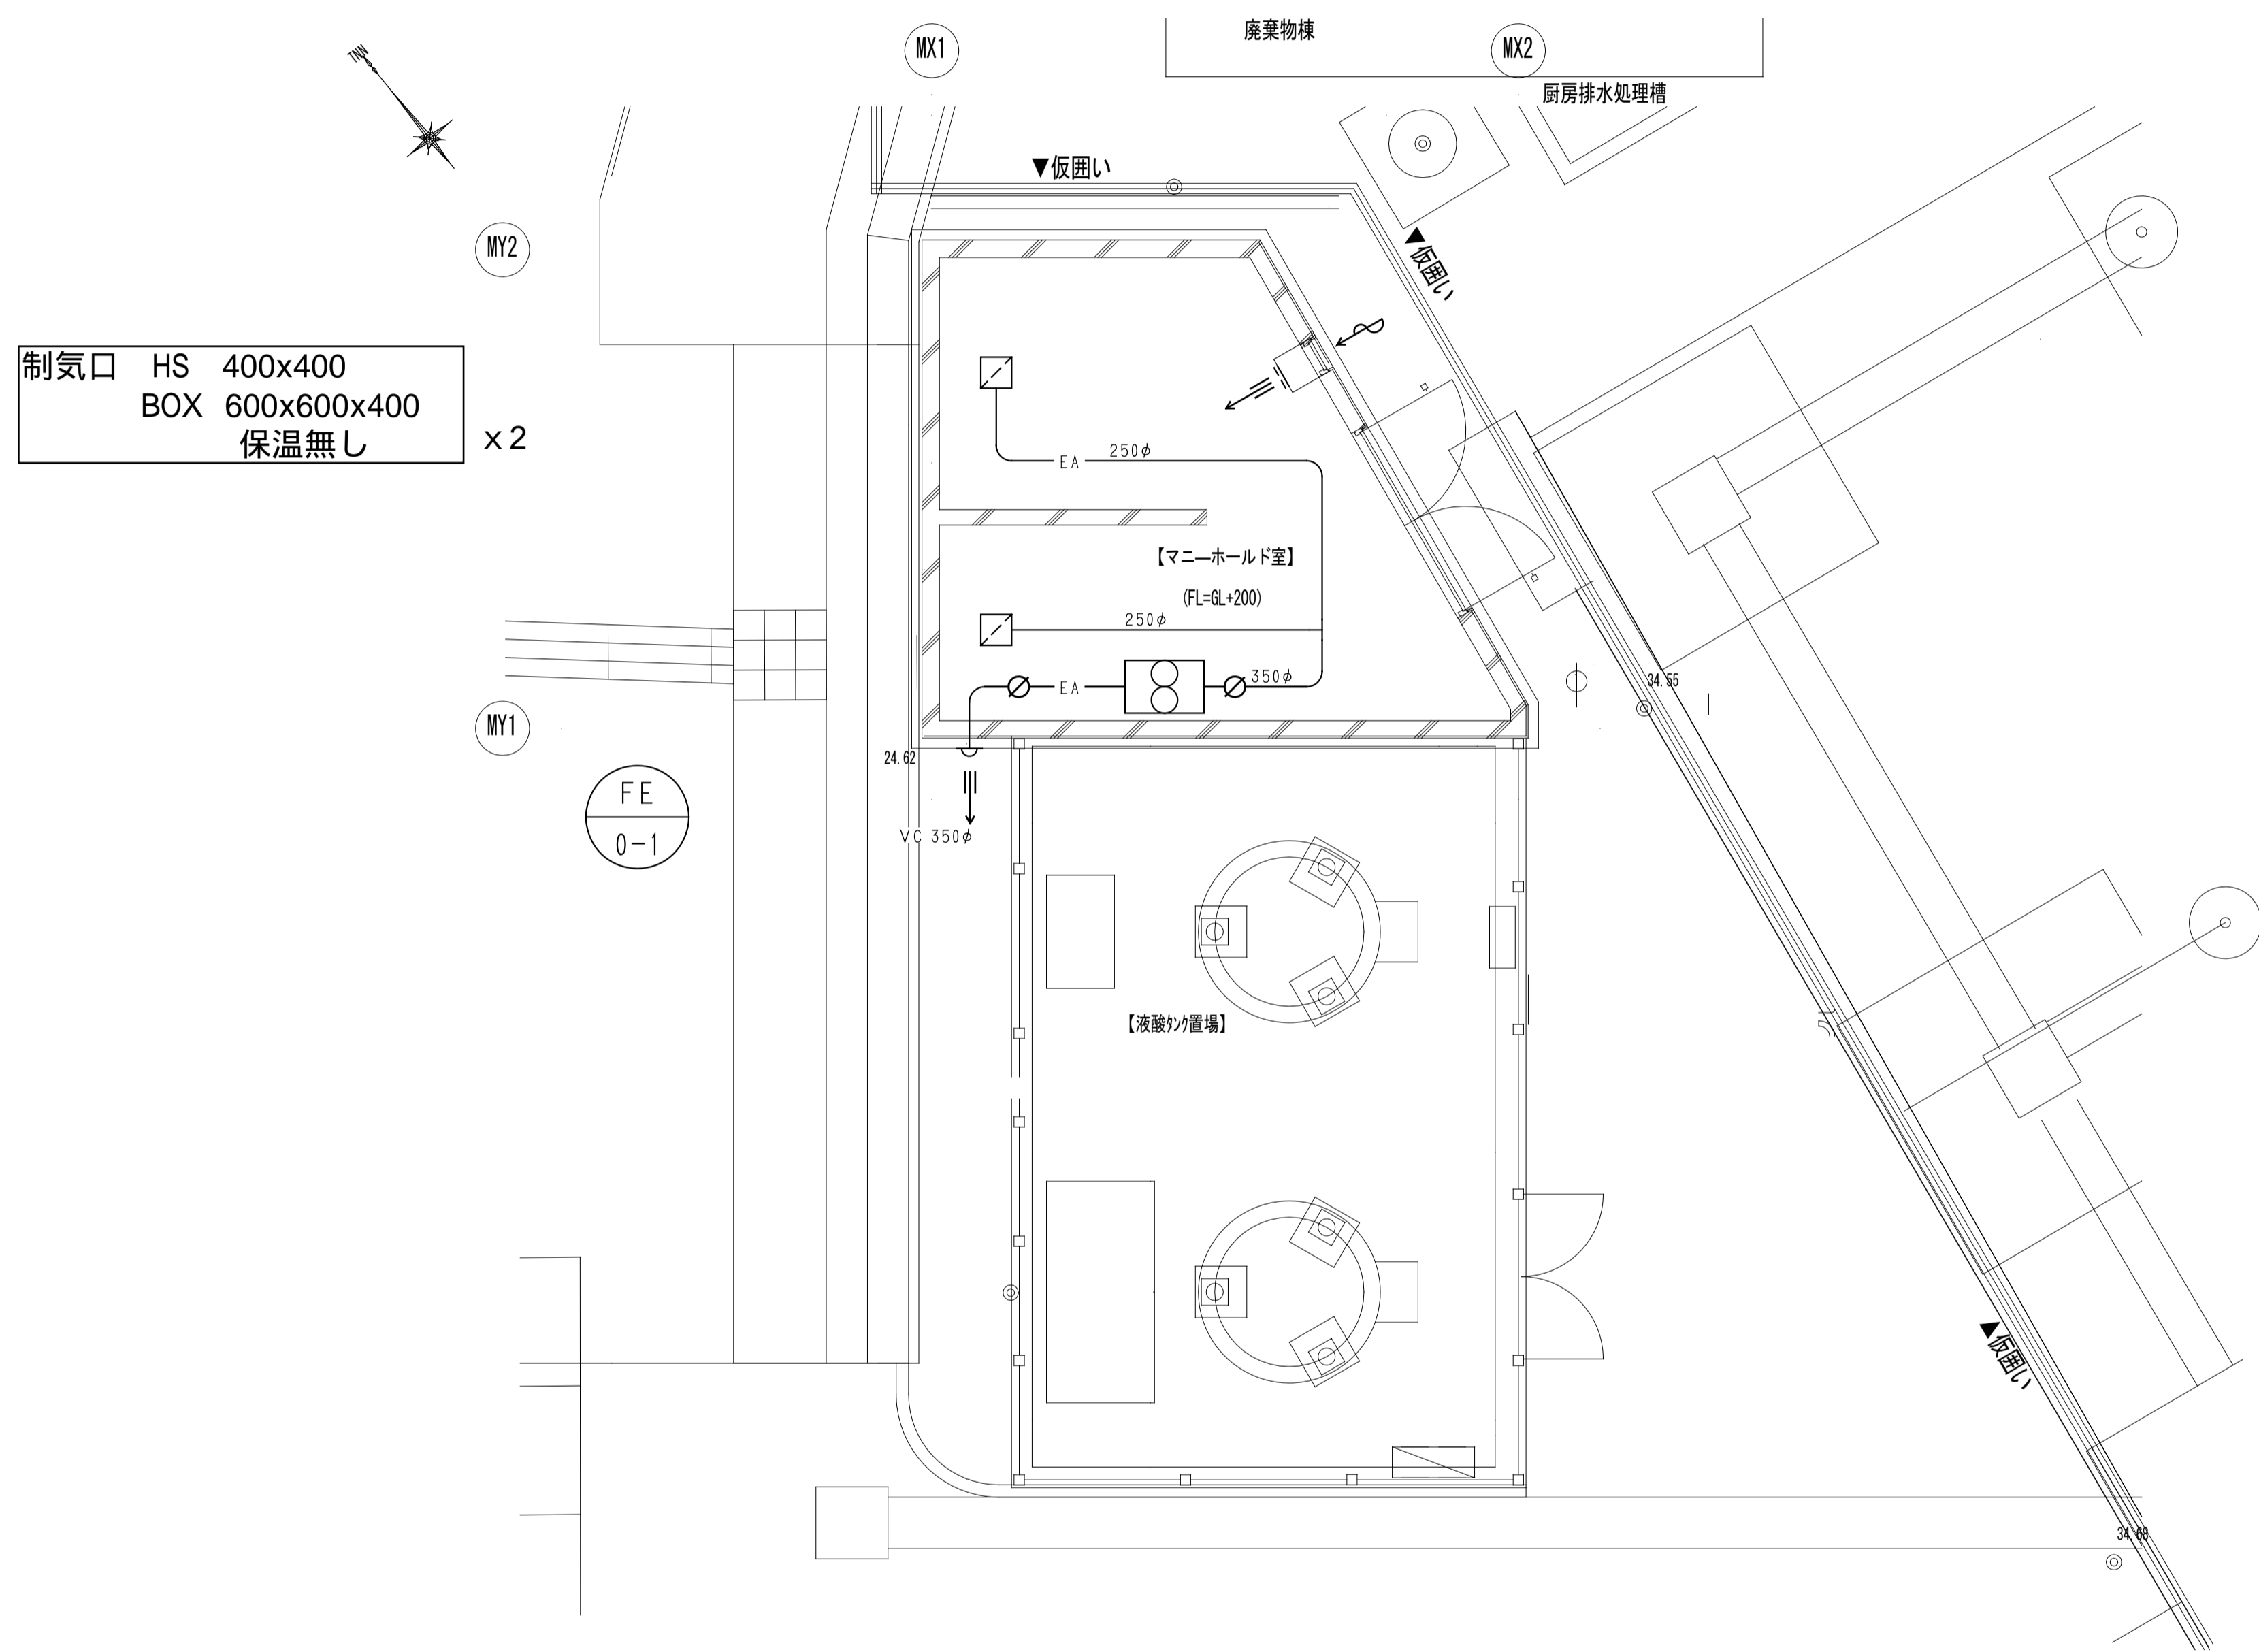 廃棄物棟
MX1
MX2
TNN
厨房排水処理槽
▼仮囲い
MY2
▼仮囲い
制気口 HS 400x400
BOX 600x600x400
保温無し
x2
EA
250φ
【マニ―ホールド室】
(FL=GL+200)
250φ
EA
350φ
34.55
MY1
24.62
FE
0-1
VC 350φ
【液酸ﾀﾝｸ置場】
▼仮囲い
34.68